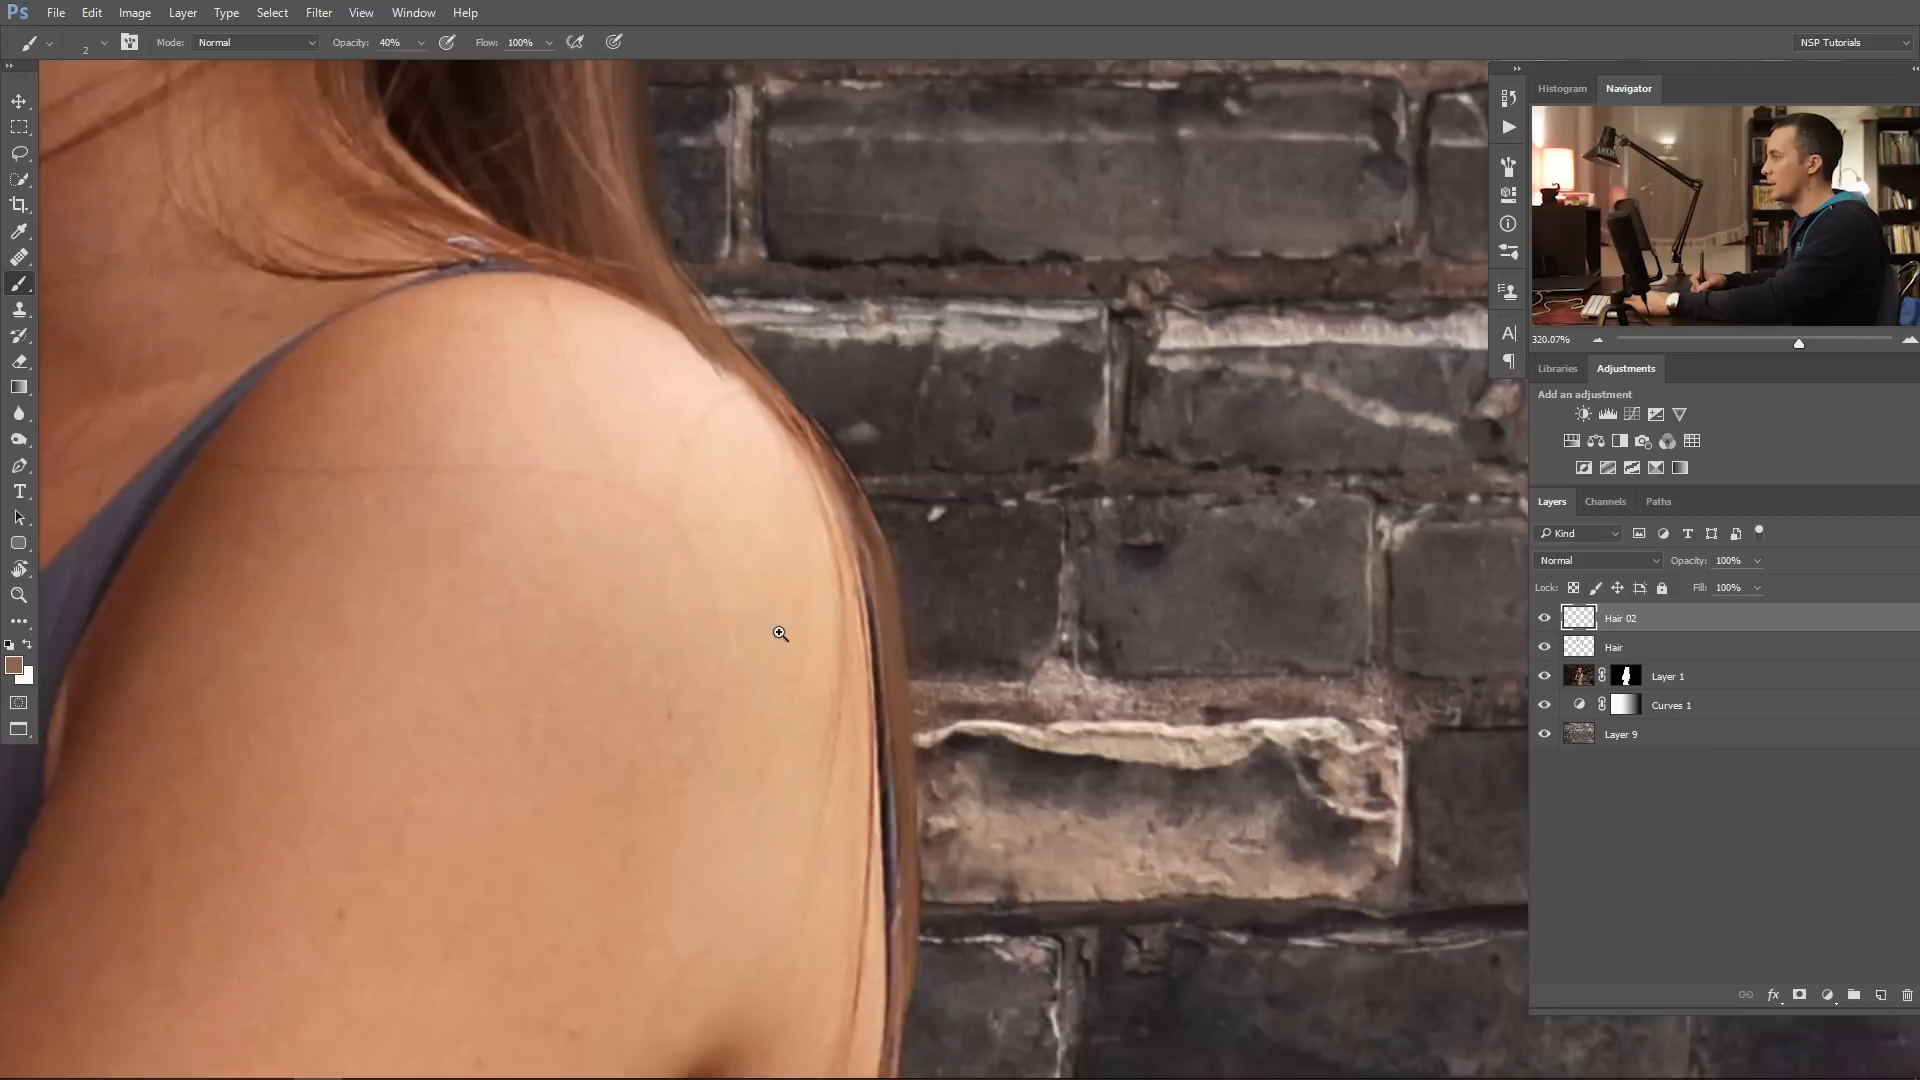 Ps File Edit Image Layer Type Select Filter View Window Help
2 Mode: Normal Opacity: 40% Flow: 100% NSP Tutorials
Histogram Navigator
320.07%
Libraries Adjustments
Add an adjustment
Layers Channels Paths
Kind
Normal Opacity: 100%
Lock: Fill: 100%
Hair 02
Hair
Layer 1
Curves 1
Layer 9
fx